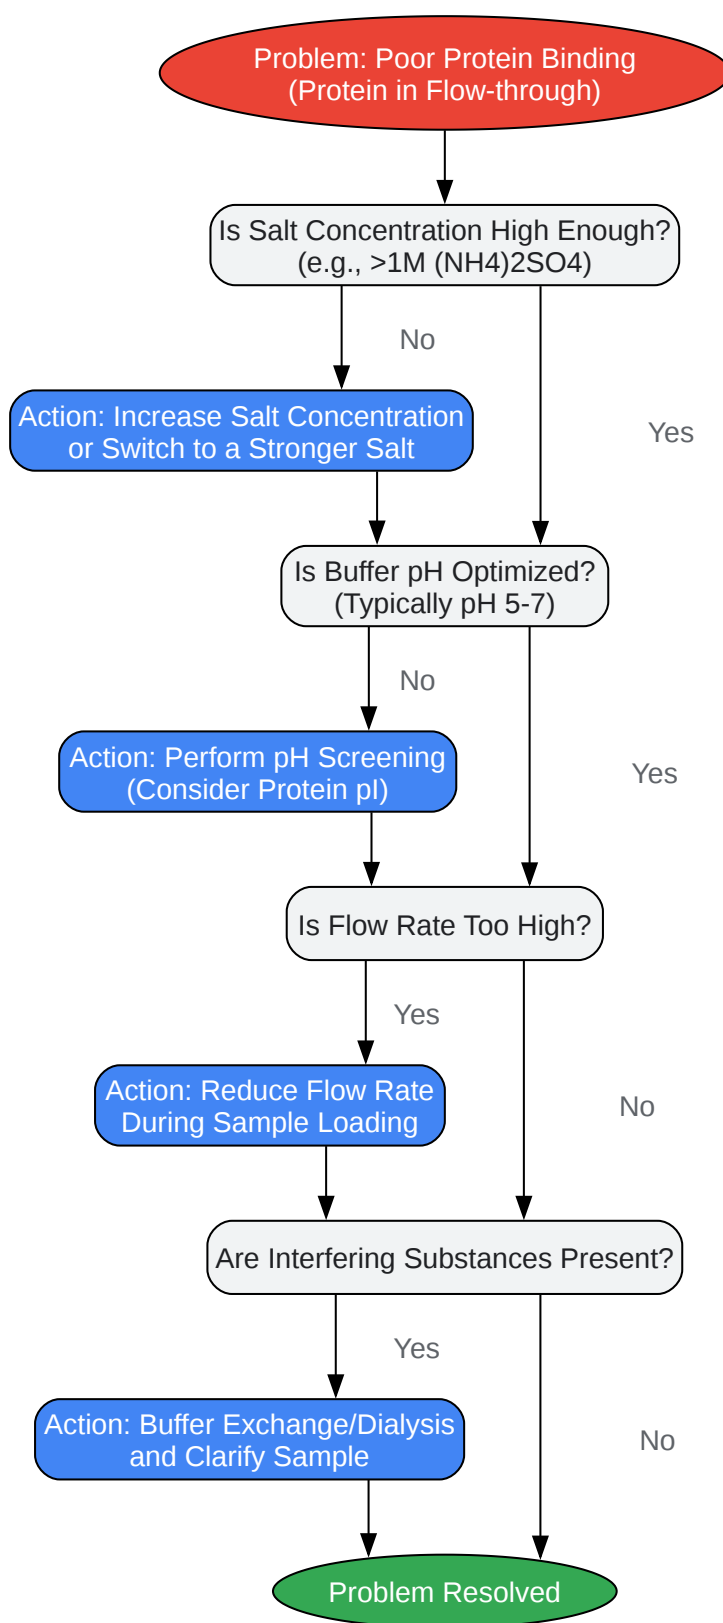 Problem: Poor Protein Binding
(Protein in Flow-through)
Is Salt Concentration High Enough?
(e.g., >1M (NH4)2SO4)
No
Action: Increase Salt Concentration
or Switch to a Stronger Salt
Yes
Is Buffer pH Optimized?
(Typically pH 5-7)
No
Action: Perform pH Screening
(Consider Protein pI)
Yes
Is Flow Rate Too High?
Yes
Action: Reduce Flow Rate
During Sample Loading
No
Are Interfering Substances Present?
Yes
Action: Buffer Exchange/Dialysis
and Clarify Sample
No
Problem Resolved